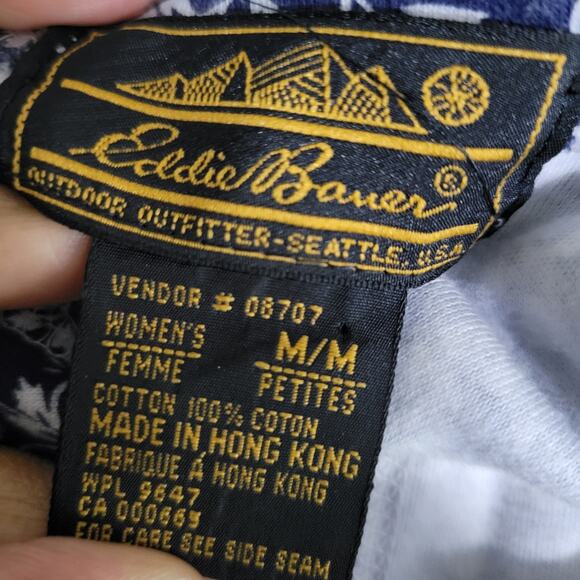 Eddie Bauer®
OUTDOOR OUTFITTER-SEATTLE, USA
VENDOR # 08707
WOMEN'S M/M
FEMME PETITES
COTTON 100% COTON
MADE IN HONG KONG
FABRIQUE À HONG KONG
WPL 9647
CA 000669
FOR CARE SEE SIDE SEAM